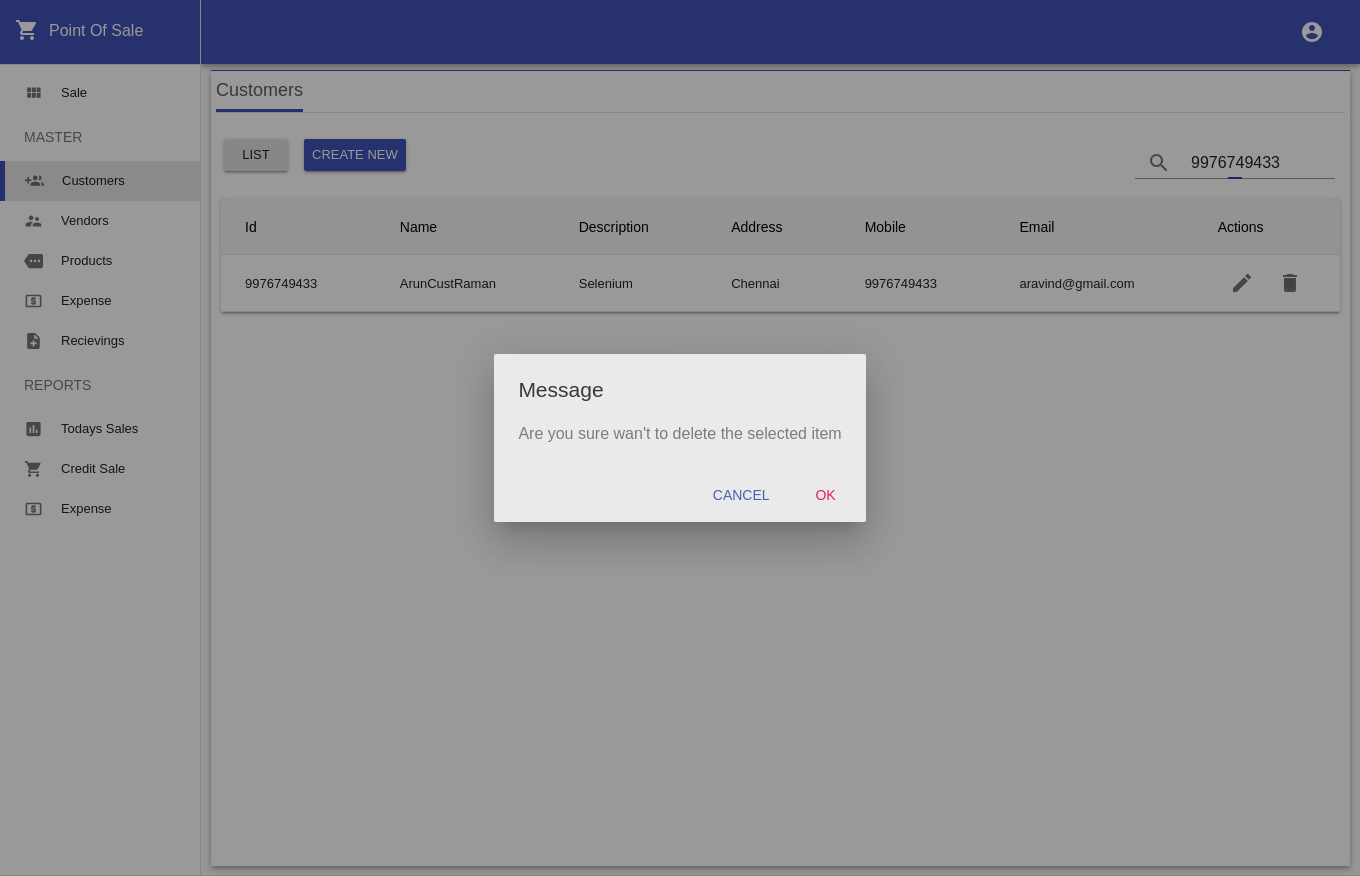 Point Of Sale
Sale
MASTER
Customers
Vendors
Products
Expense
Recievings
REPORTS
Todays Sales
Credit Sale
Expense
Customers
LIST
CREATE NEW
9976749433
Id Name Description Address Mobile Email Actions
9976749433 ArunCustRaman Selenium Chennai 9976749433 aravind@gmail.com
Message
Are you sure wan't to delete the selected item
CANCEL OK